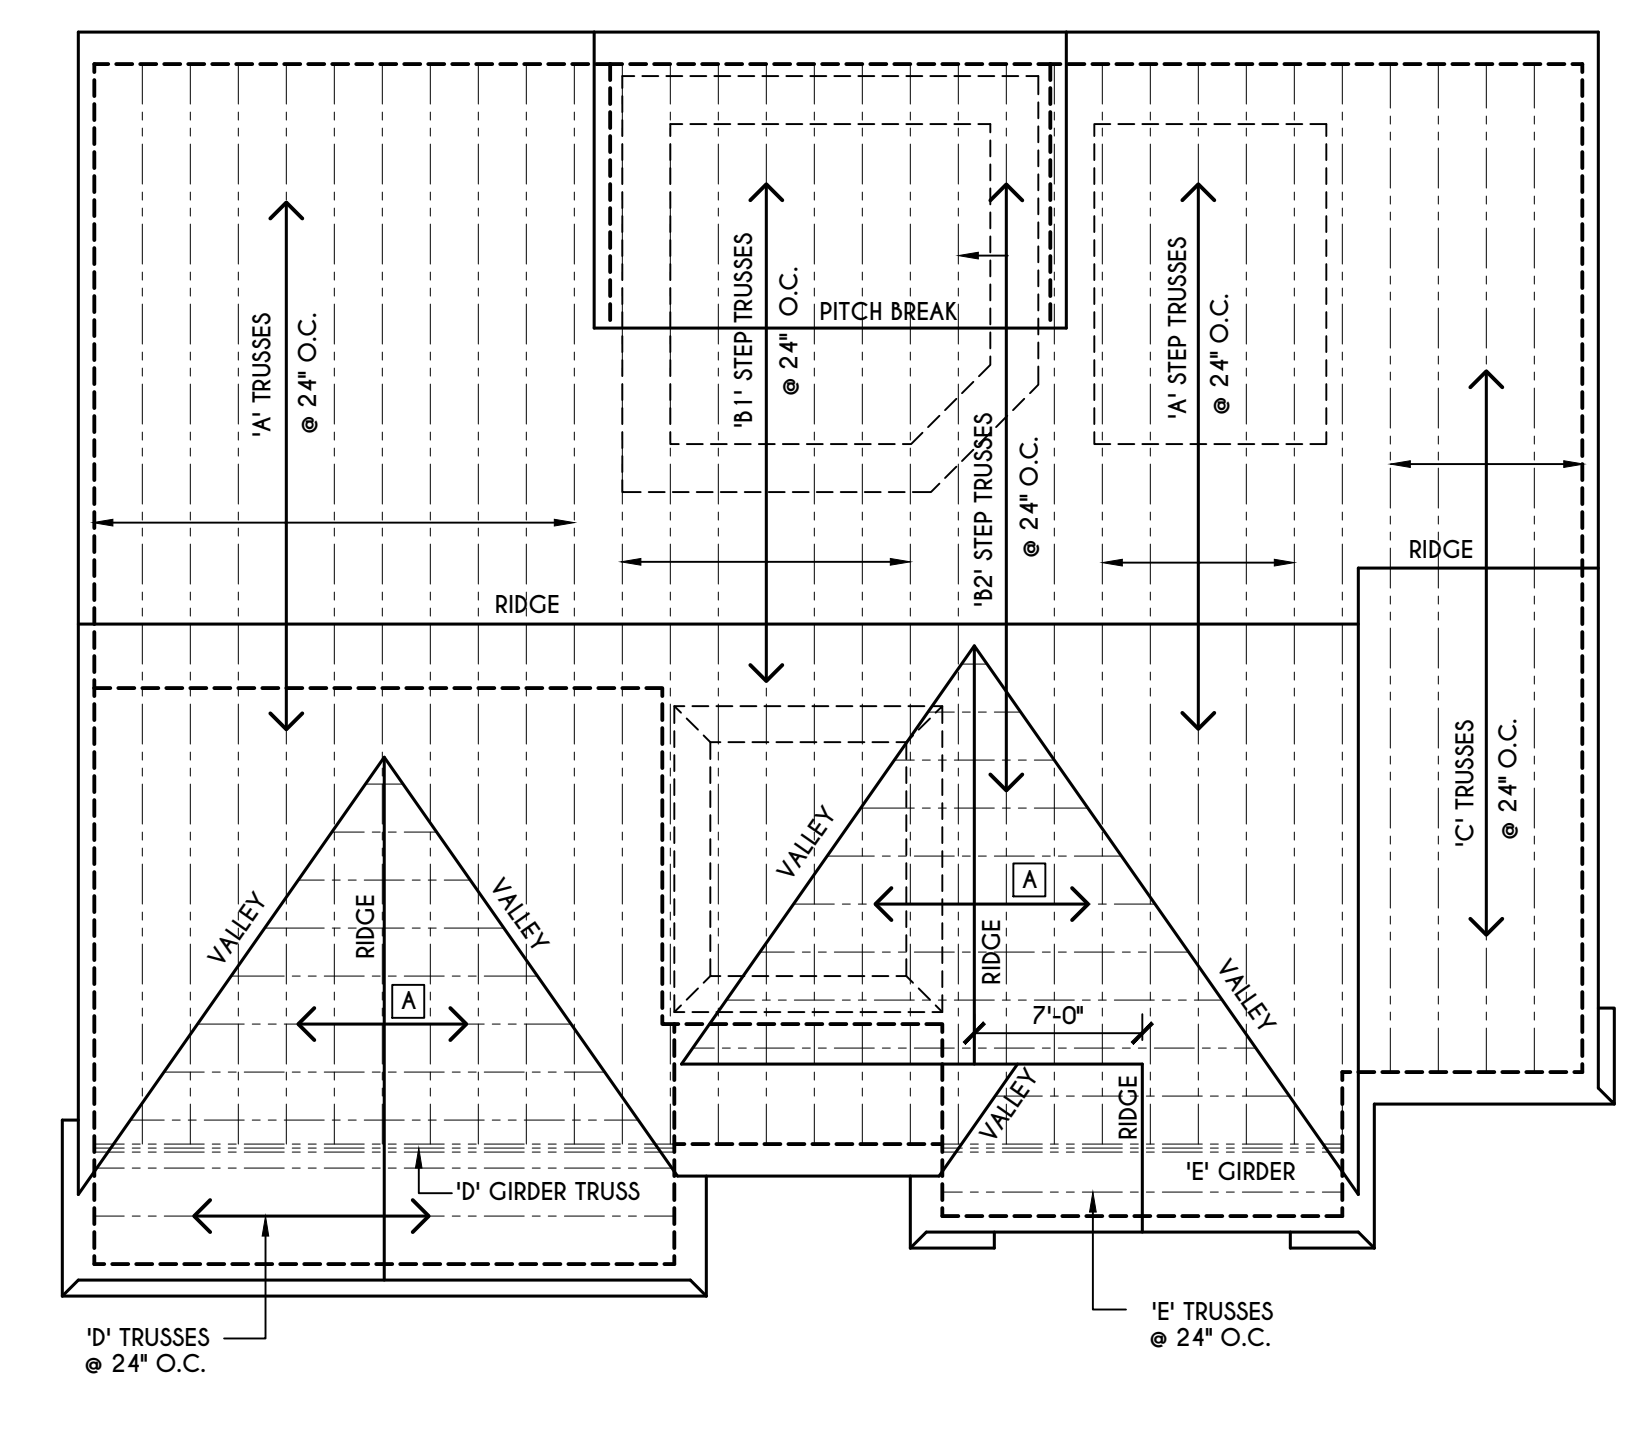 'A' TRUSSES
@ 24" O.C.
'B1' STEP TRUSSES
@ 24" O.C.
PITCH BREAK
'B2' STEP TRUSSES
@ 24" O.C.
'A' STEP TRUSSES
@ 24" O.C.
RIDGE
RIDGE
'C' TRUSSES
@ 24" O.C.
VALLEY
RIDGE
VALLEY
A
VALLEY
A
RIDGE
VALLEY
7'-0"
VALLEY
RIDGE
'D' GIRDER TRUSS
'E' GIRDER
'D' TRUSSES
@ 24" O.C.
'E' TRUSSES
@ 24" O.C.